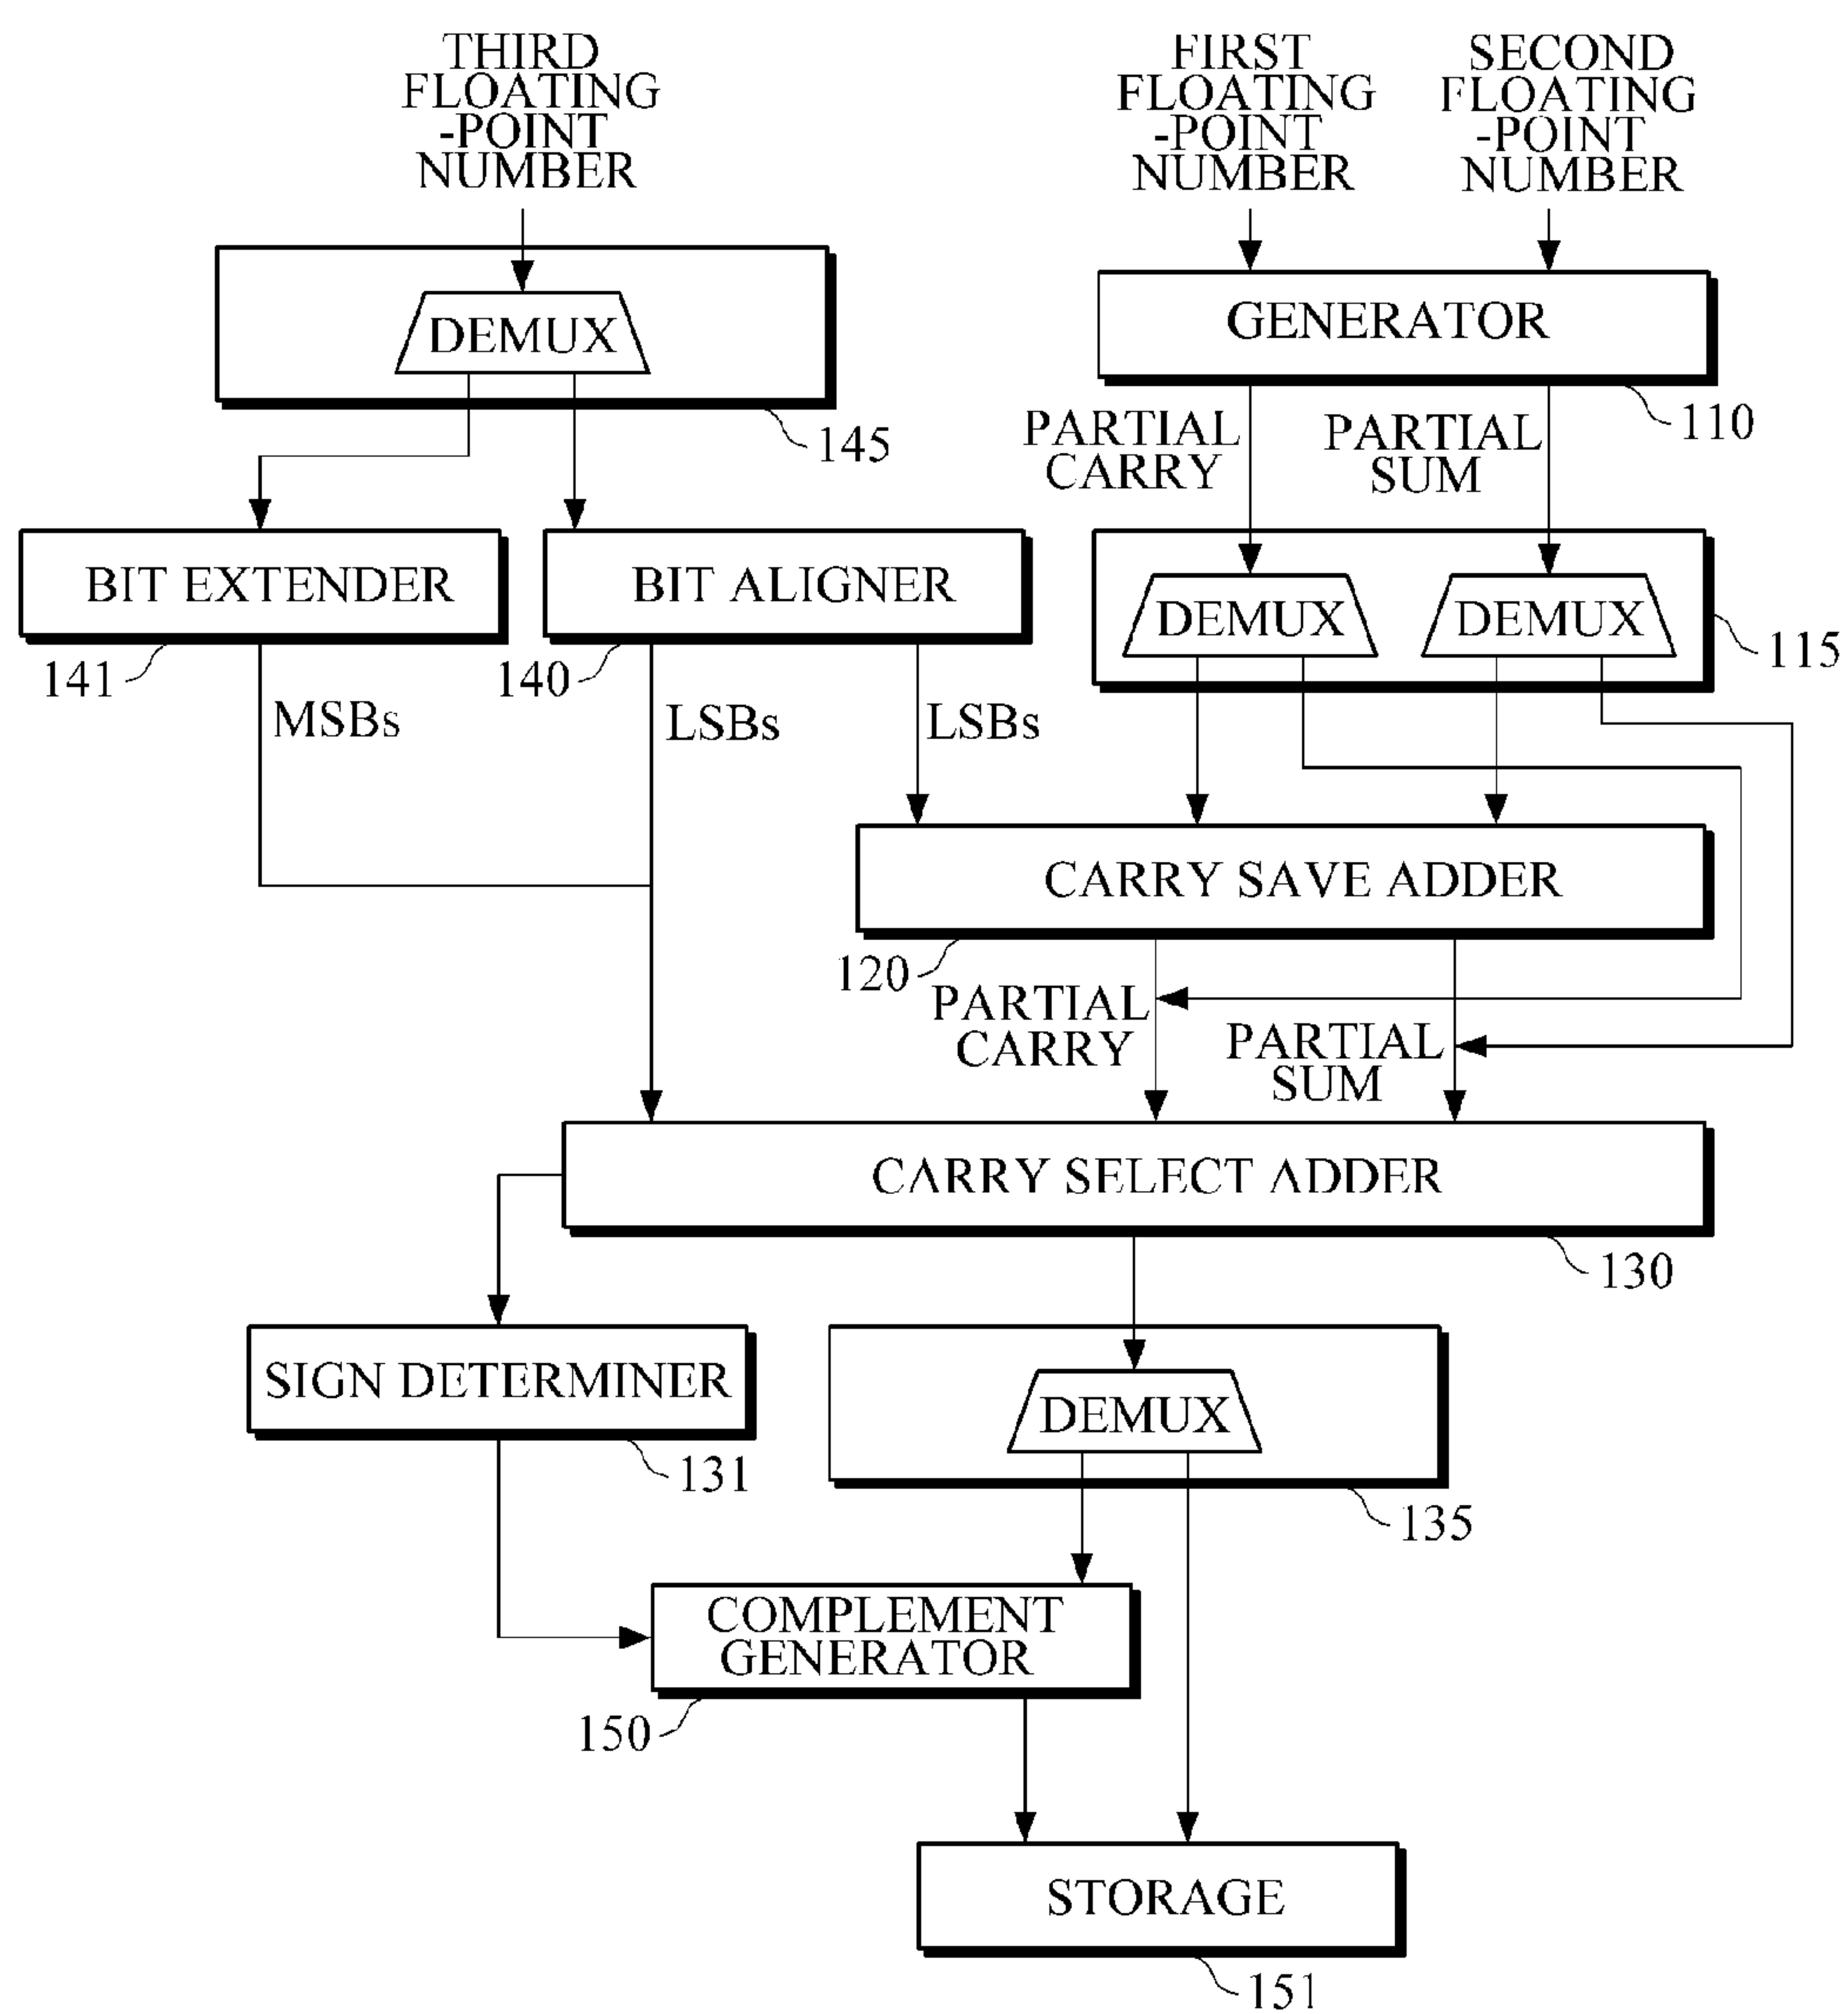 THIRD
FLOATING
-POINT
NUMBER
FIRST
FLOATING
-POINT
NUMBER
SECOND
FLOATING
-POINT
NUMBER
DEMUX
145
GENERATOR
110
PARTIAL
CARRY
PARTIAL
SUM
BIT EXTENDER
141
BIT ALIGNER
140
DEMUX
DEMUX
115
MSBs
LSBs
LSBs
CARRY SAVE ADDER
120
PARTIAL
CARRY
PARTIAL
SUM
CARRY SELECT ADDER
130
SIGN DETERMINER
131
DEMUX
135
COMPLEMENT
GENERATOR
150
STORAGE
151